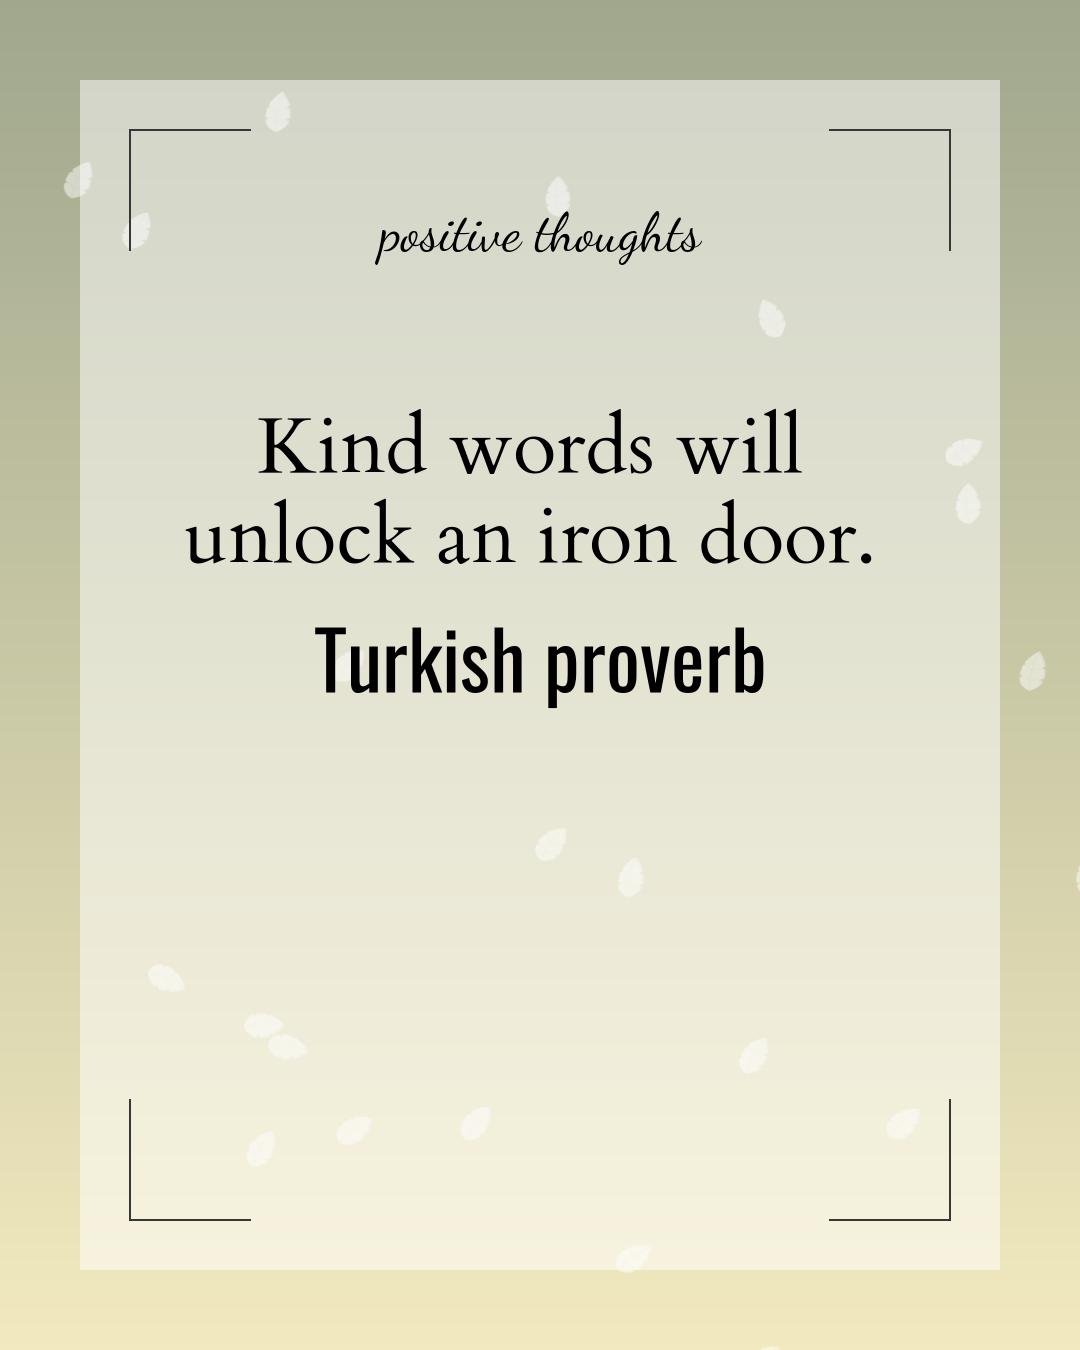 positive thoughts
Kind words will
unlock an iron door.
Turkish proverb